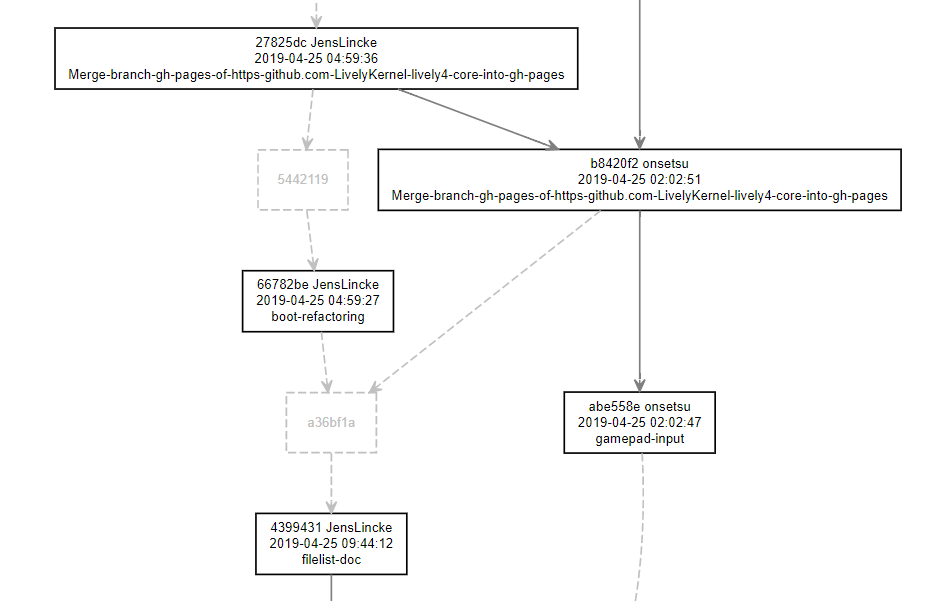 27825dc JensLincke
2019-04-25 04:59:36
Merge-branch-gh-pages-of-https-github.com-LivelyKernel-lively4-core-into-gh-pages
5442119
b8420f2 onsetsu
2019-04-25 02:02:51
Merge-branch-gh-pages-of-https-github.com-LivelyKernel-lively4-core-into-gh-pages
66782be JensLincke
2019-04-25 04:59:27
boot-refactoring
a36bf1a
abe558e onsetsu
2019-04-25 02:02:47
gamepad-input
4399431 JensLincke
2019-04-25 09:44:12
filelist-doc